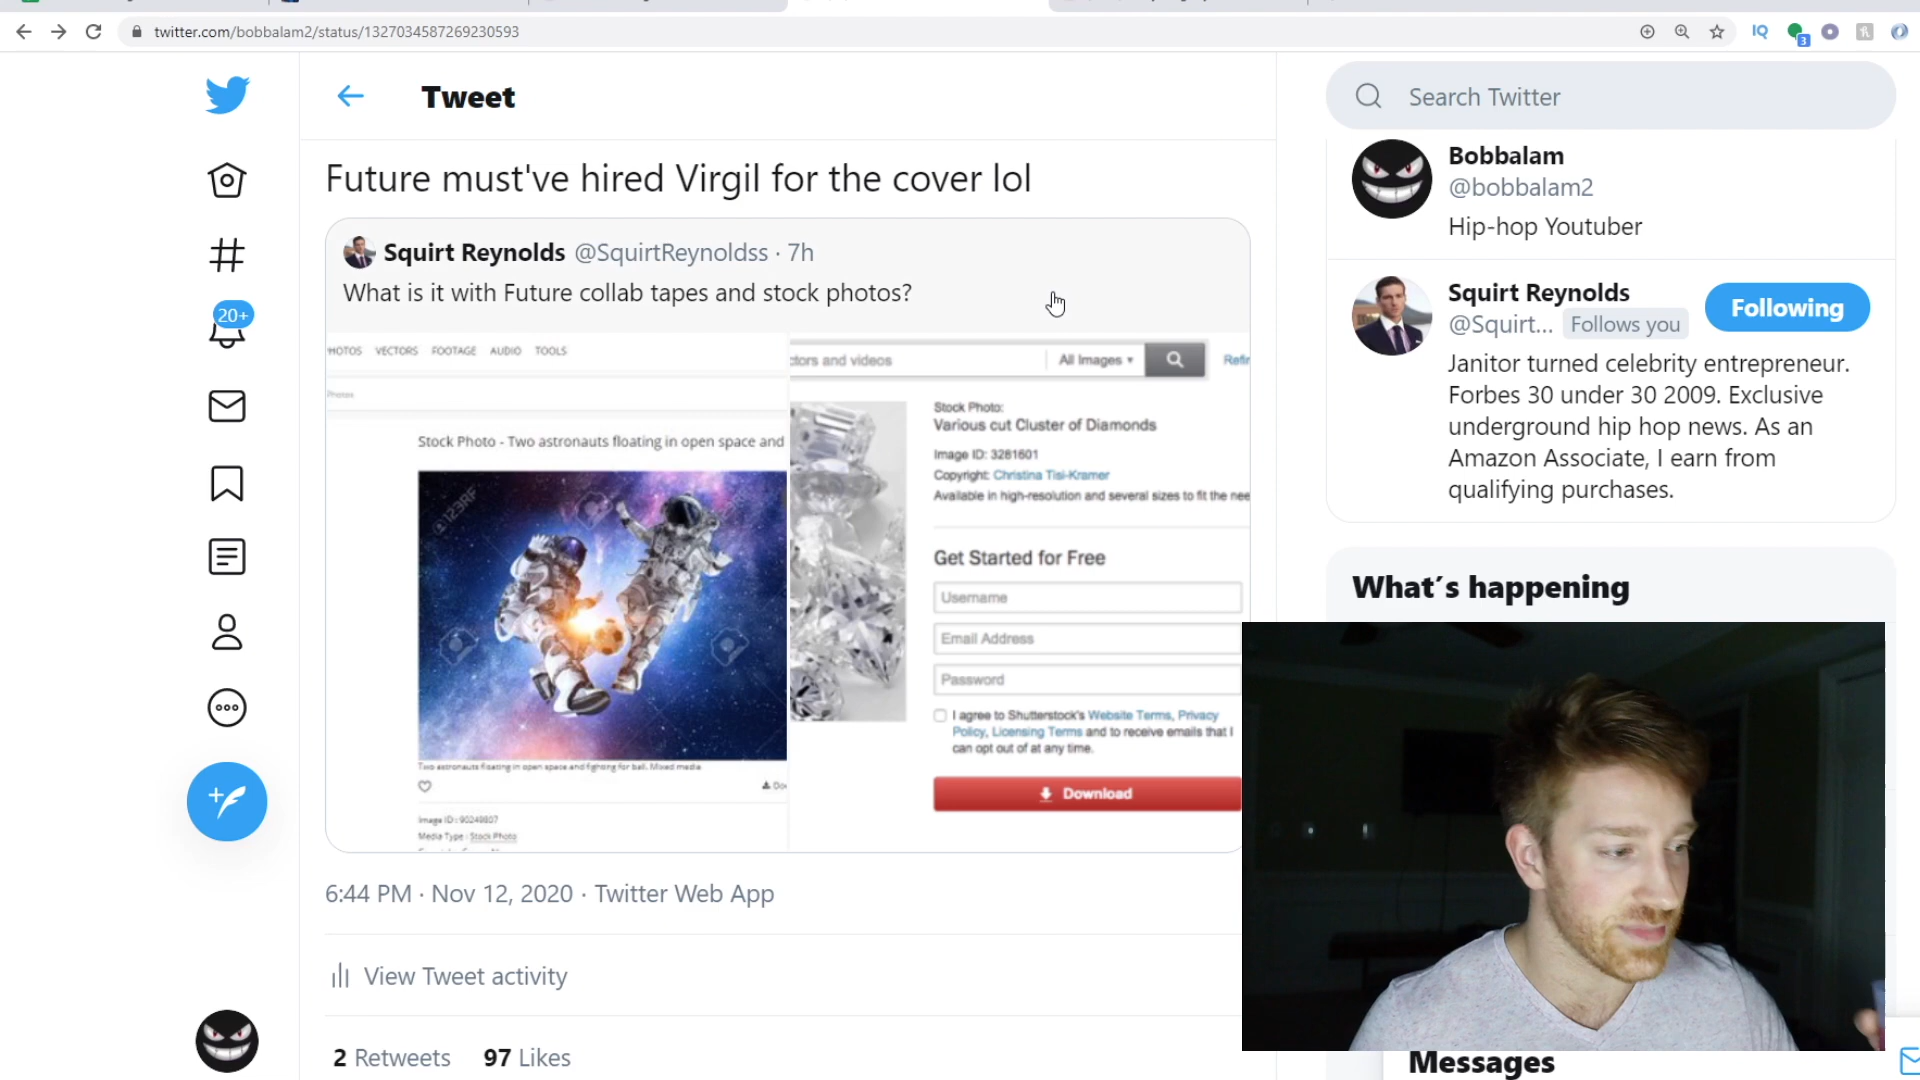 twitter.com/bobbalam2/status/1327034587269230593
IQ
3
Tweet
Search Twitter
Future must've hired Virgil for the cover lol
Squirt Reynolds @SquirtReynoldss · 7h
What is it with Future collab tapes and stock photos?
HOTOS VECTORS FOOTAGE AUDIO TOOLS
Photos
Stock Photo - Two astronauts floating in open space and
123RF
Two astronauts floating in open space and fighting for ball. Mixed media
Image ID : 90249807
Media Type : Stock Photo
ctors and videos
All Images
Refir
Stock Photo:
Various cut Cluster of Diamonds
Image ID: 3281601
Copyright: Christina Tisi-Kramer
Available in high-resolution and several sizes to fit the nee
Get Started for Free
Username
Email Address
Password
I agree to Shutterstock's Website Terms, Privacy
Policy, Licensing Terms and to receive emails that I
can opt out of at any time.
Download
6:44 PM · Nov 12, 2020 · Twitter Web App
View Tweet activity
2 Retweets 97 Likes
20+
Bobbalam
@bobbalam2
Hip-hop Youtuber
Squirt Reynolds
@Squirt... Follows you
Following
Janitor turned celebrity entrepreneur.
Forbes 30 under 30 2009. Exclusive
underground hip hop news. As an
Amazon Associate, I earn from
qualifying purchases.
What's happening
Messages